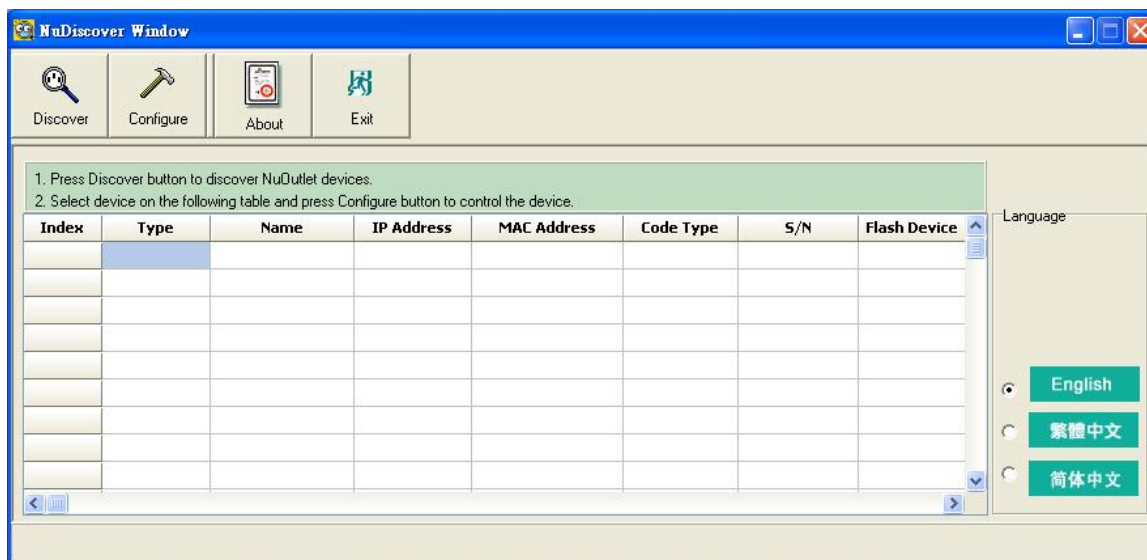 NuDiscover Window
Discover Configure About Exit
1. Press Discover button to discover NuOutlet devices.
2. Select device on the following table and press Configure button to control the device.
Index Type Name IP Address MAC Address Code Type S/N Flash Device
Language
English
繁體中文
简体中文